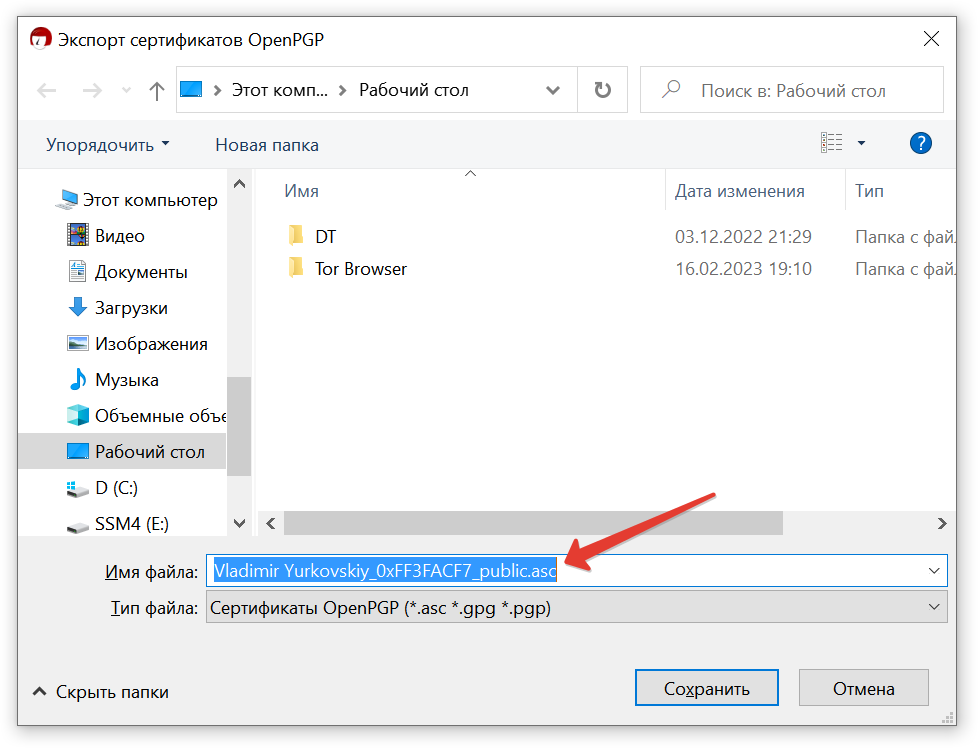 Экспорт сертификатов OpenPGP
Этот комп... Рабочий стол
Поиск в: Рабочий стол
Упорядочить Новая папка
?
Этот компьютер
Видео
Документы
Загрузки
Изображения
Музыка
Объемные объе
Рабочий стол
D (C:)
SSM4 (E:)
Имя Дата изменения Тип
DT 03.12.2022 21:29 Папка с фай.
Tor Browser 16.02.2023 19:10 Папка с фай.
Имя файла: Vladimir Yurkovskiy_0xFF3FACF7_public.asc
Тип файла: Сертификаты OpenPGP (*.asc *.gpg *.pgp)
Скрыть папки
Сохранить
Отмена